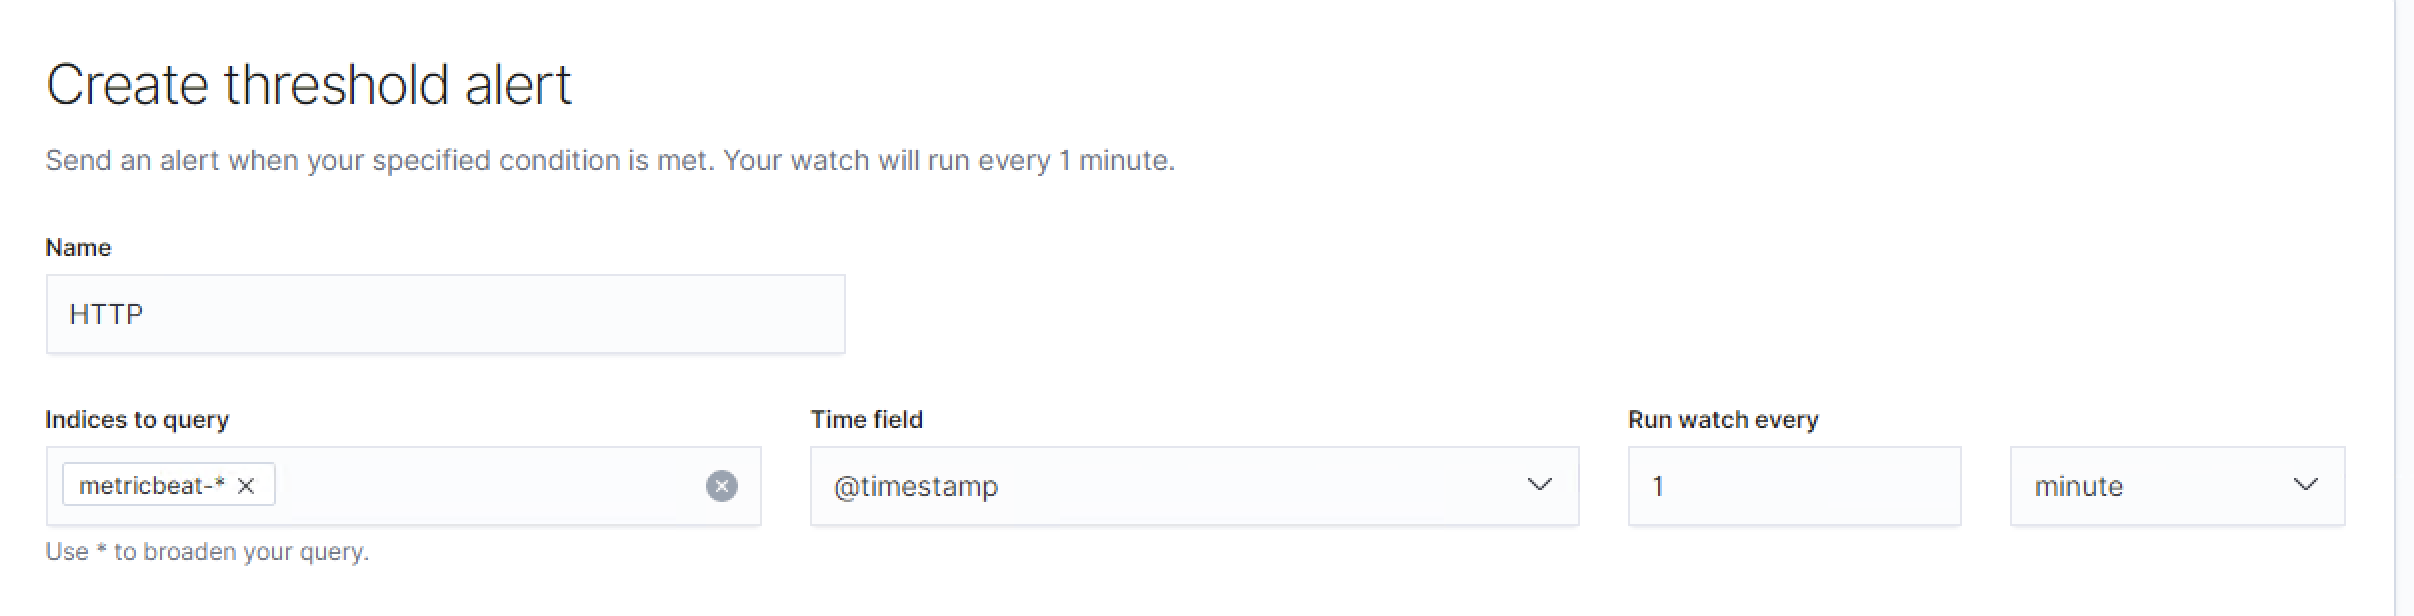 Create threshold alert
Send an alert when your specified condition is met. Your watch will run every 1 minute.
Name
HTTP
Indices to query
Time field
Run watch every
metricbeat-*
@timestamp
1
minute
Use * to broaden your query.